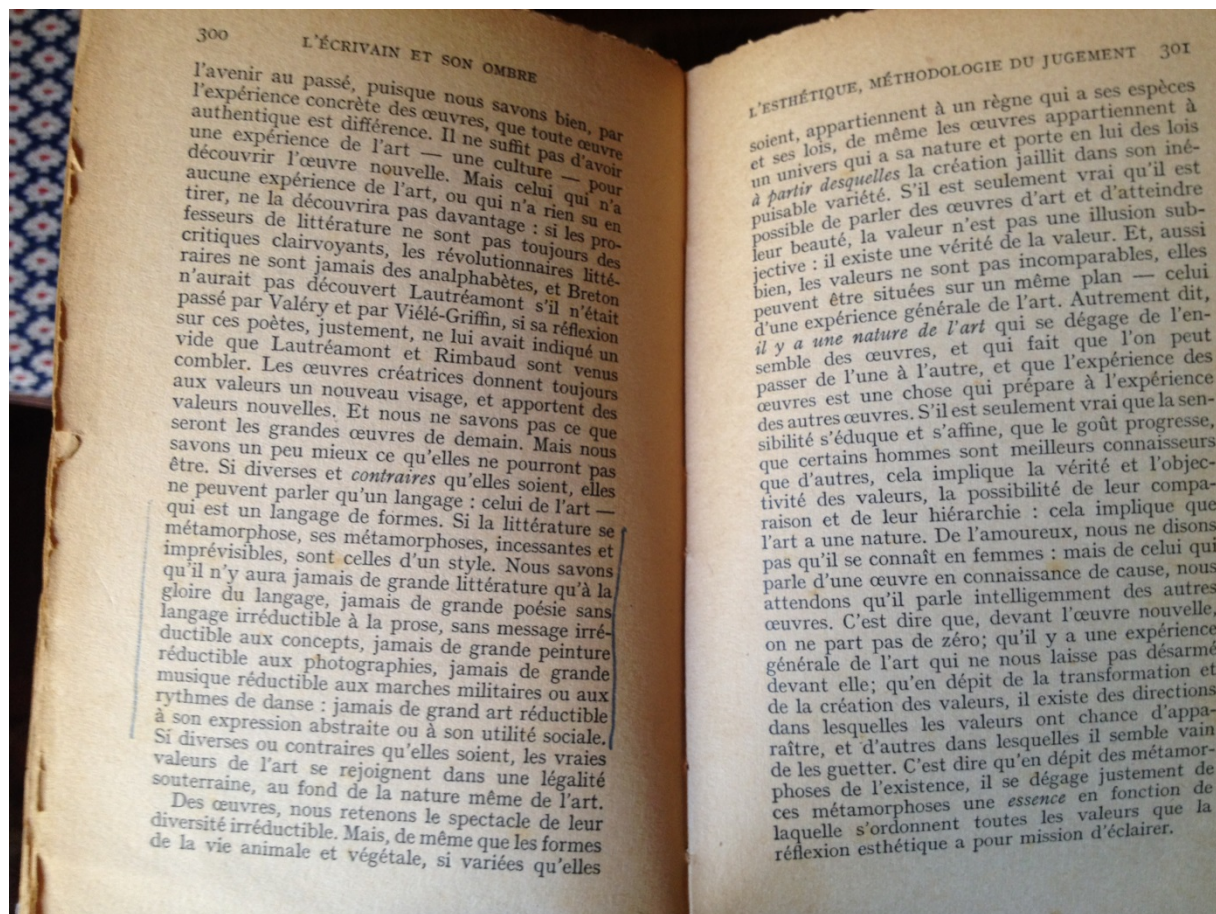 300 L'ÉCRIVAIN ET SON OMBRE
l'avenir au passé, puisque nous savons bien, par
l'expérience concrète des œuvres, que toute œuvre
authentique est différence. Il ne suffit pas d'avoir
une expérience de l'art — une culture — pour
découvrir l'œuvre nouvelle. Mais celui qui n'a
aucune expérience de l'art, ou qui n'a rien su en
tirer, ne la découvrira pas davantage : si les pro-
fesseurs de littérature ne sont pas toujours des
critiques clairvoyants, les révolutionnaires litté-
raires ne sont jamais des analphabètes, et Breton
n'aurait pas découvert Lautréamont s'il n'était
passé par Valéry et par Viélé-Griffin, si sa réflexion
sur ces poètes, justement, ne lui avait indiqué un
vide que Lautréamont et Rimbaud sont venus
combler. Les œuvres créatrices donnent toujours
aux valeurs un nouveau visage, et apportent des
valeurs nouvelles. Et nous ne savons pas ce que
seront les grandes œuvres de demain. Mais nous
savons un peu mieux ce qu'elles ne pourront pas
être. Si diverses et contraires qu'elles soient, elles
ne peuvent parler qu'un langage : celui de l'art —
qui est un langage de formes. Si la littérature se
métamorphose, ses métamorphoses, incessantes et
imprévisibles, sont celles d'un style. Nous savons
qu'il n'y aura jamais de grande littérature qu'à la
gloire du langage, jamais de grande poésie sans
langage irréductible à la prose, sans message irré-
ductible aux concepts, jamais de grande peinture
réductible aux photographies, jamais de grande
musique réductible aux marches militaires ou aux
rythmes de danse : jamais de grand art réductible
à son expression abstraite ou à son utilité sociale.
Si diverses ou contraires qu'elles soient, les vraies
valeurs de l'art se rejoignent dans une légalité
souterraine, au fond de la nature même de l'art.
Des œuvres, nous retenons le spectacle de leur
diversité irréductible. Mais, de même que les formes
de la vie animale et végétale, si variées qu'elles
L'ESTHÉTIQUE, MÉTHODOLOGIE DU JUGEMENT 301
soient, appartiennent à un règne qui a ses espèces
et ses lois, de même les œuvres appartiennent à
un univers qui a sa nature et porte en lui des lois
à partir desquelles la création jaillit dans son iné-
puisable variété. S'il est seulement vrai qu'il est
possible de parler des œuvres d'art et d'atteindre
leur beauté, la valeur n'est pas une illusion sub-
jective : il existe une vérité de la valeur. Et, aussi
bien, les valeurs ne sont pas incomparables, elles
peuvent être situées sur un même plan — celui
d'une expérience générale de l'art. Autrement dit,
il y a une nature de l'art qui se dégage de l'en-
semble des œuvres, et qui fait que l'on peut
passer de l'une à l'autre, et que l'expérience des
œuvres est une chose qui prépare à l'expérience
des autres œuvres. S'il est seulement vrai que la sen-
sibilité s'éduque et s'affine, que le goût progresse,
que certains hommes sont meilleurs connaisseurs
que d'autres, cela implique la vérité et l'objec-
tivité des valeurs, la possibilité de leur compa-
raison et de leur hiérarchie : cela implique que
l'art a une nature. De l'amoureux, nous ne disons
pas qu'il se connaît en femmes : mais de celui qui
parle d'une œuvre en connaissance de cause, nous
attendons qu'il parle intelligemment des autres
œuvres. C'est dire que, devant l'œuvre nouvelle,
on ne part pas de zéro; qu'il y a une expérience
générale de l'art qui ne nous laisse pas désarmé
devant elle; qu'en dépit de la transformation et
de la création des valeurs, il existe des directions
dans lesquelles les valeurs ont chance d'appa-
raître, et d'autres dans lesquelles il semble vain
de les guetter. C'est dire qu'en dépit des métamor-
phoses de l'existence, il se dégage justement de
ces métamorphoses une essence en fonction de
laquelle s'ordonnent toutes les valeurs que la
réflexion esthétique a pour mission d'éclairer.